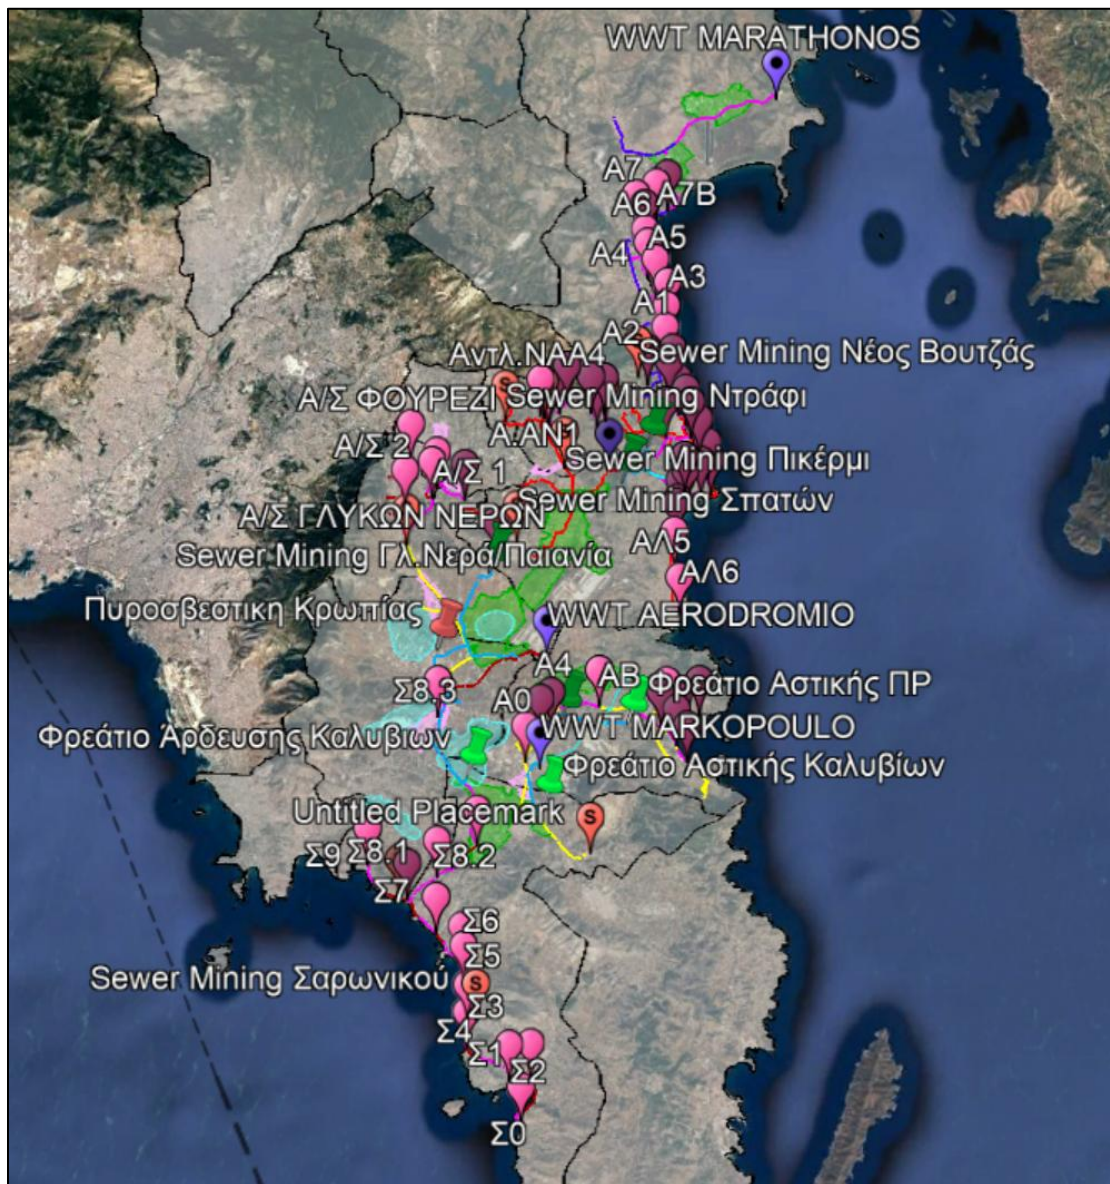 WWT MARATHONOS
A7
A7B
A6
A5
A4
A3
A1
A2
Αντλ.ΝΑΑ4
Sewer Mining Νέος Βουτζάς
Α/Σ ΦΟΥΡΕΖΙ
Sewer Mining Ντράφι
Α/Σ 2
Α.ΑΝ1
Α/Σ 1
Sewer Mining Πικέρμι
Sewer Mining Σπατών
Α/Σ ΓΛΥΚΩΝ ΝΕΡΩΝ
ΑΛ5
Sewer Mining Γλ.Νερά/Παιανία
ΑΛ6
Πυροσβεστικη Κρωπίας
WWT AERODROMIO
A4
AB
Σ8.3
A0
Φρεάτιο Αστικής ΠΡ
Φρεάτιο Άρδευσης Καλυβιων
WWT MARKOPOULO
Φρεάτιο Αστικής Καλυβίων
Untitled Placemark
S
Σ9
Σ8.1
Σ8.2
Σ7
Σ6
Σ5
Sewer Mining Σαρωνικού
S
Σ3
Σ4
Σ1
Σ2
Σ0